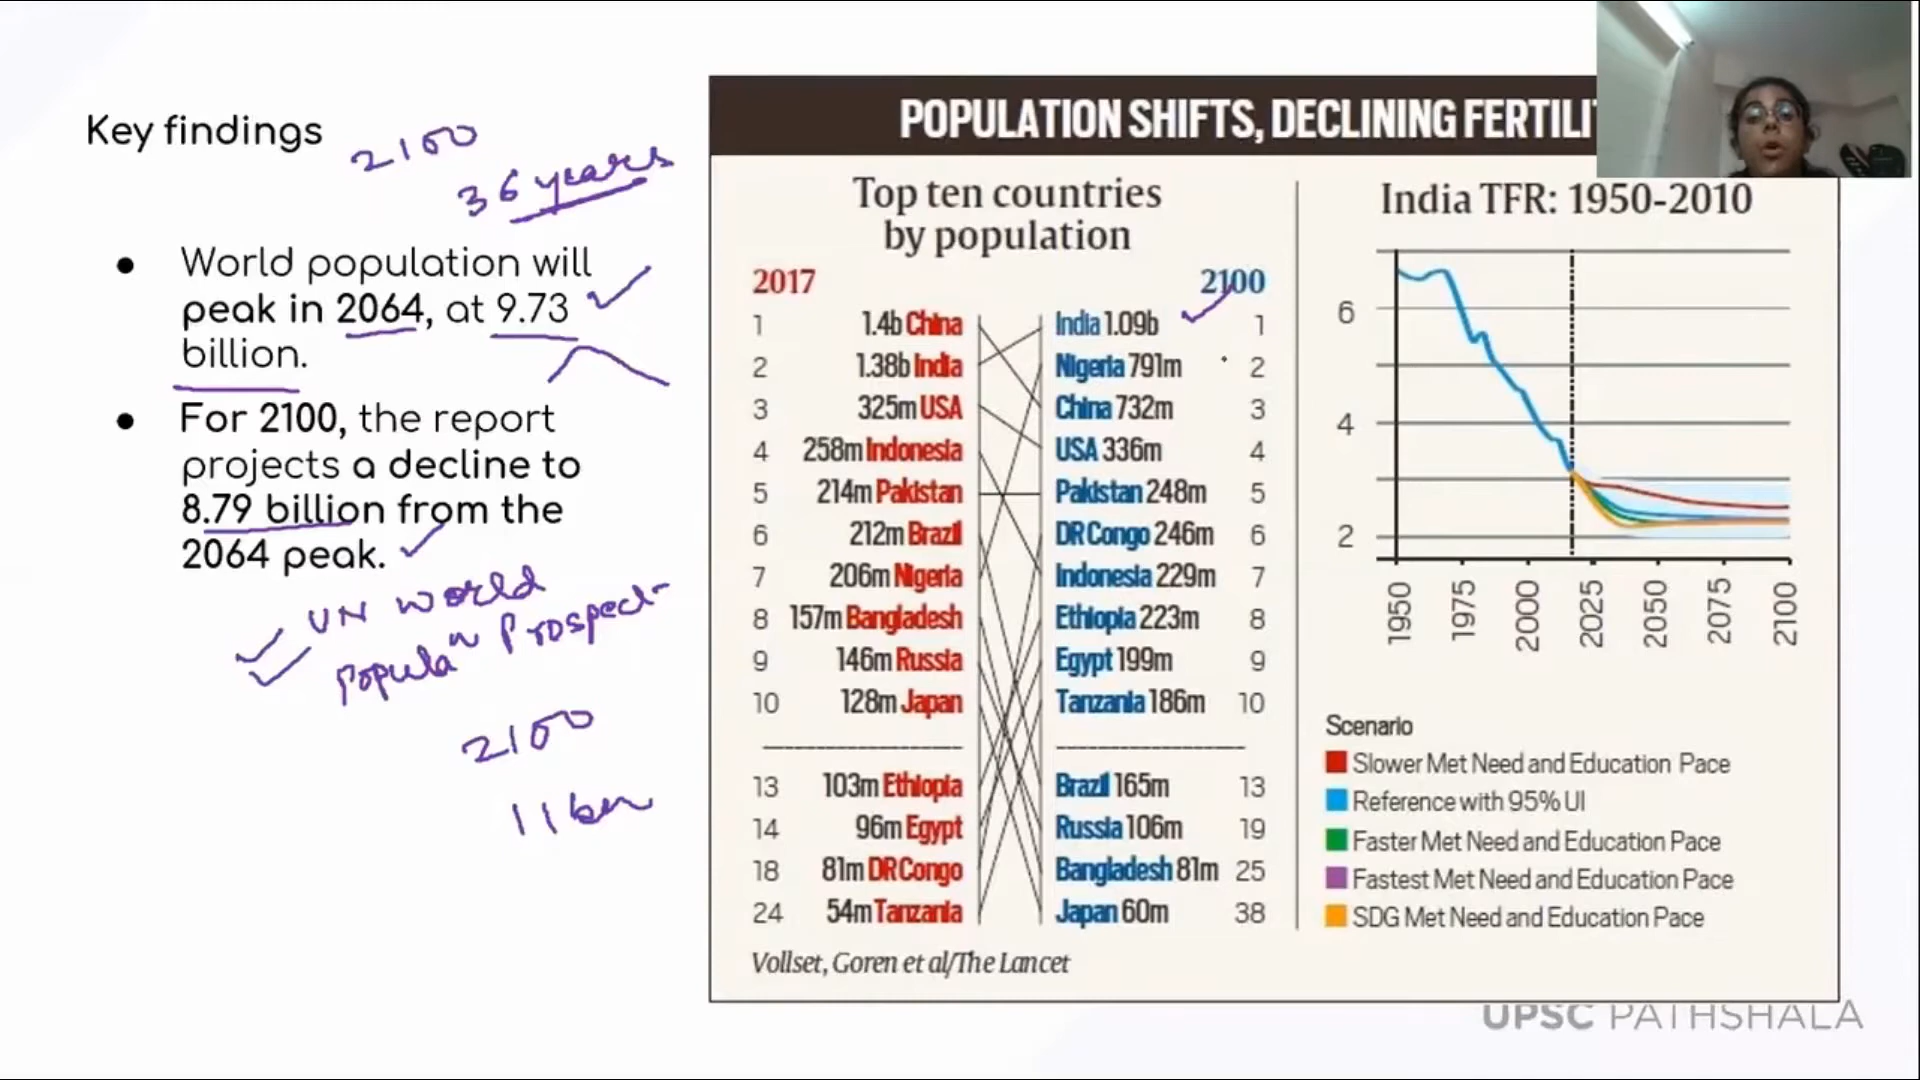 Key findings
2100
36 years
● World population will
peak in 2064, at 9.73
billion.
● For 2100, the report
projects a decline to
8.79 billion from the
2064 peak.
UN World
Populaⁿ Prospect
2100
11 bn
POPULATION SHIFTS, DECLINING
Top ten countries
by population
2017 2100
1 1.4b China India 1.09b 1
2 1.38b India Nigeria 791m 2
3 325m USA China 732m 3
4 258m Indonesia USA 336m 4
5 214m Pakistan Pakistan 248m 5
6 212m Brazil DR Congo 246m 6
7 206m Nigeria Indonesia 229m 7
8 157m Bangladesh Ethiopia 223m 8
9 146m Russia Egypt 199m 9
10 128m Japan Tanzania 186m 10
13 103m Ethiopia Brazil 165m 13
14 96m Egypt Russia 106m 19
18 81m DR Congo Bangladesh 81m 25
24 54m Tanzania Japan 60m 38
Vollset, Goren et al/The Lancet
India TFR: 1950-2010
6
4
2
1950 1975 2000 2025 2050 2075 2100
Scenario
Slower Met Need and Education Pace
Reference with 95% UI
Faster Met Need and Education Pace
Fastest Met Need and Education Pace
SDG Met Need and Education Pace
UPSC PATHSHALA